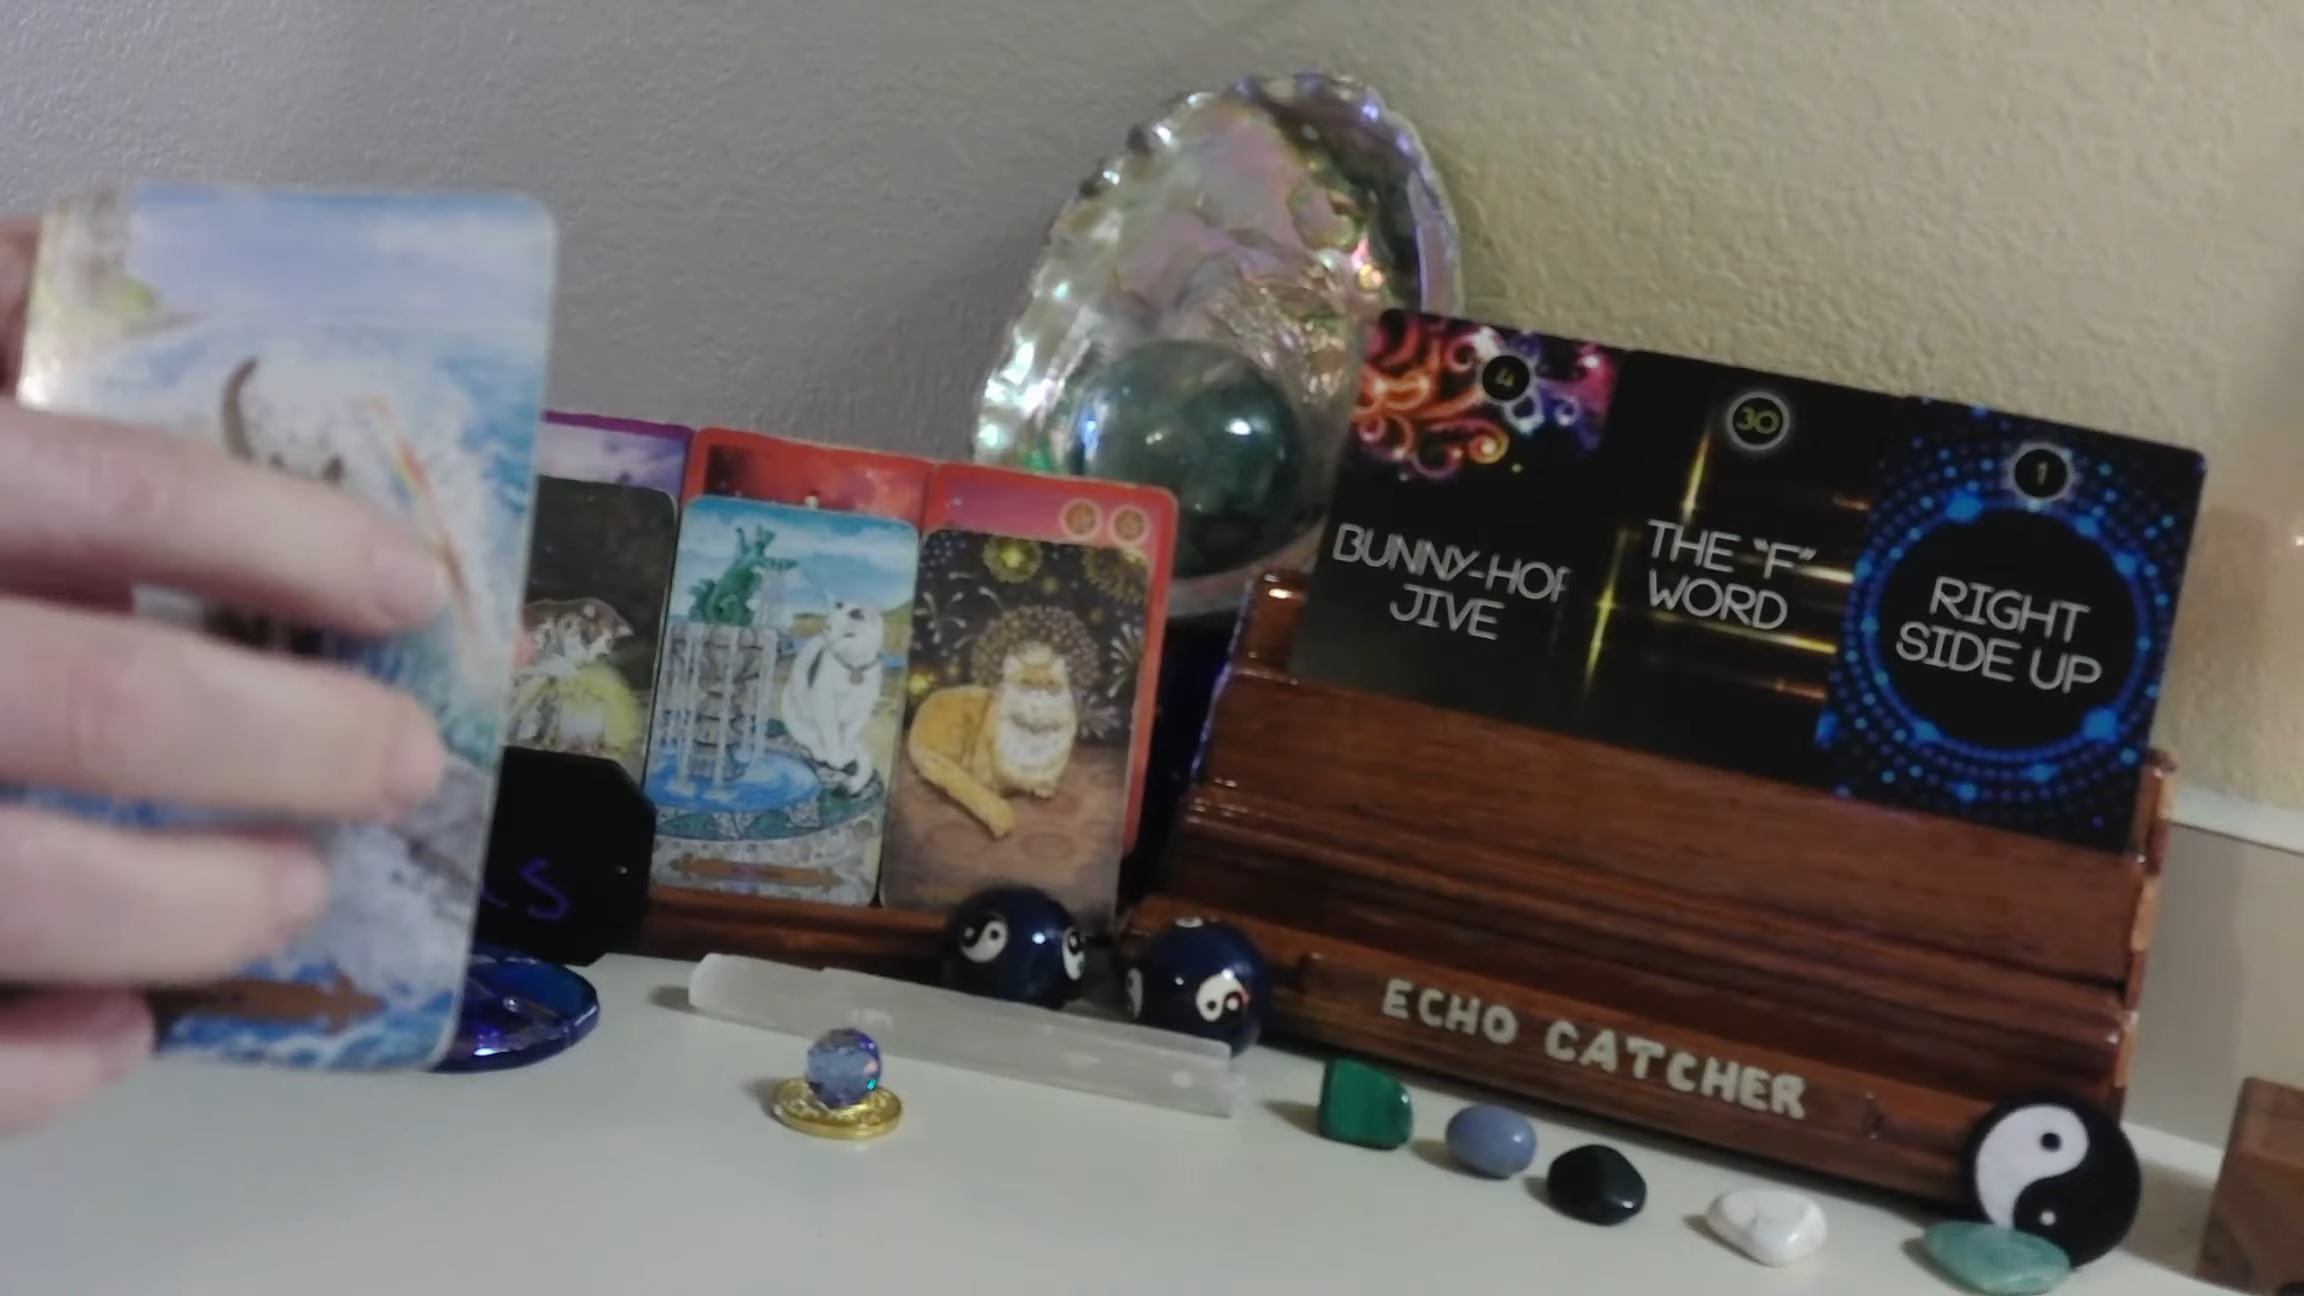 4
BUNNY-HOP
JIVE
30
THE "F"
WORD
1
RIGHT
SIDE UP
ECHO CATCHER